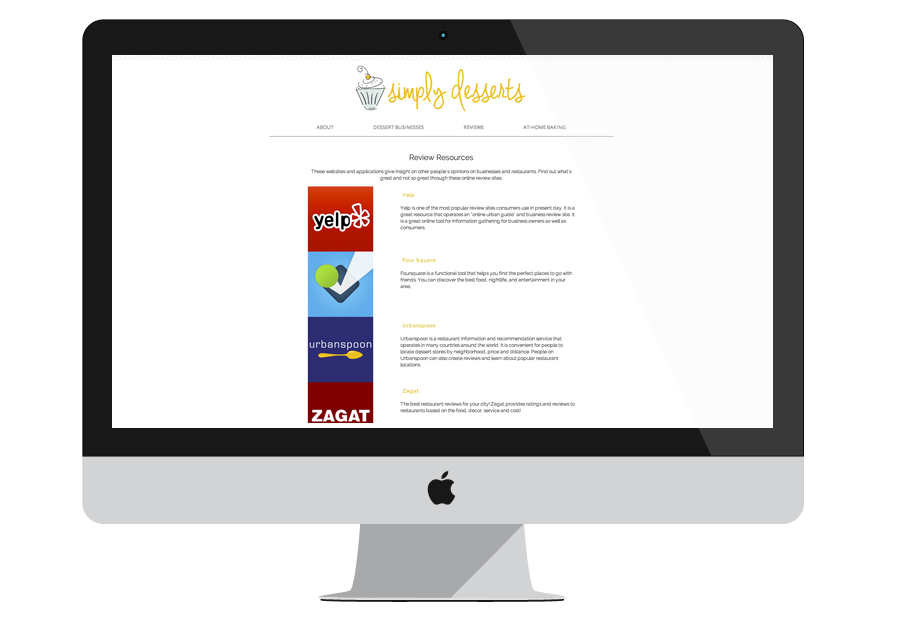 simply desserts
ABOUT DESSERT BUSINESSES REVIEWS AT-HOME BAKING
Review Resources
These websites and applications give insight on other people's opinions on businesses and restaurants. Find out what's
great and not so great through these online review sites.
yelp
Yelp
Yelp is one of the most popular review sites consumers use in present day. It is a
great resource that operates an "online urban guide" and business review site. It
is a great online tool for information gathering for business owners as well as
consumers.
Four Square
Foursquare is a functional tool that helps you find the perfect places to go with
friends. You can discover the best food, nightlife, and entertainment in your
area.
urbanspoon
Urbanspoon
Urbanspoon is a restaurant information and recommendation service that
operates in many countries around the world. It is convenient for people to
locate dessert stores by neighborhood, price and distance. People on
Urbanspoon can also create reviews and learn about popular restaurant
locations.
ZAGAT
Zagat
The best restaurant reviews for your city! Zagat provides ratings and reviews to
restaurants based on the food, decor, service and cost!